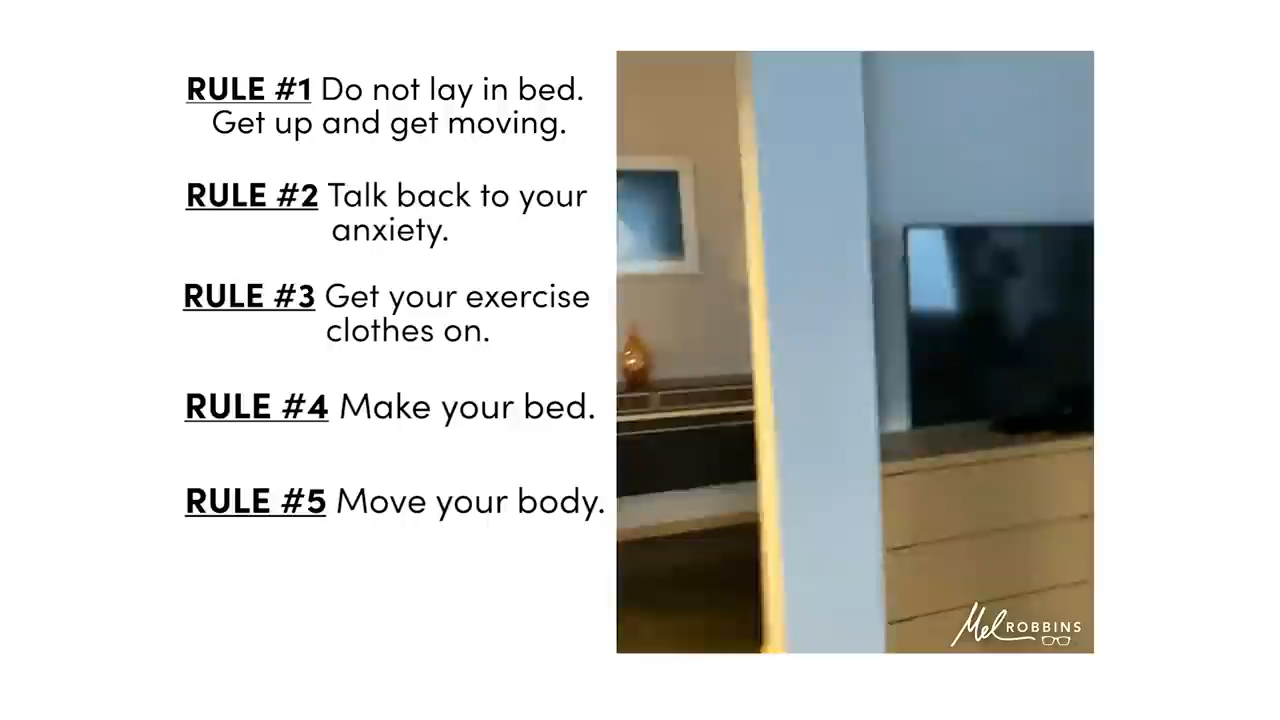 RULE #1 Do not lay in bed.
Get up and get moving.
RULE #2 Talk back to your
anxiety.
RULE #3 Get your exercise
clothes on.
RULE #4 Make your bed.
RULE #5 Move your body.
Mel ROBBINS